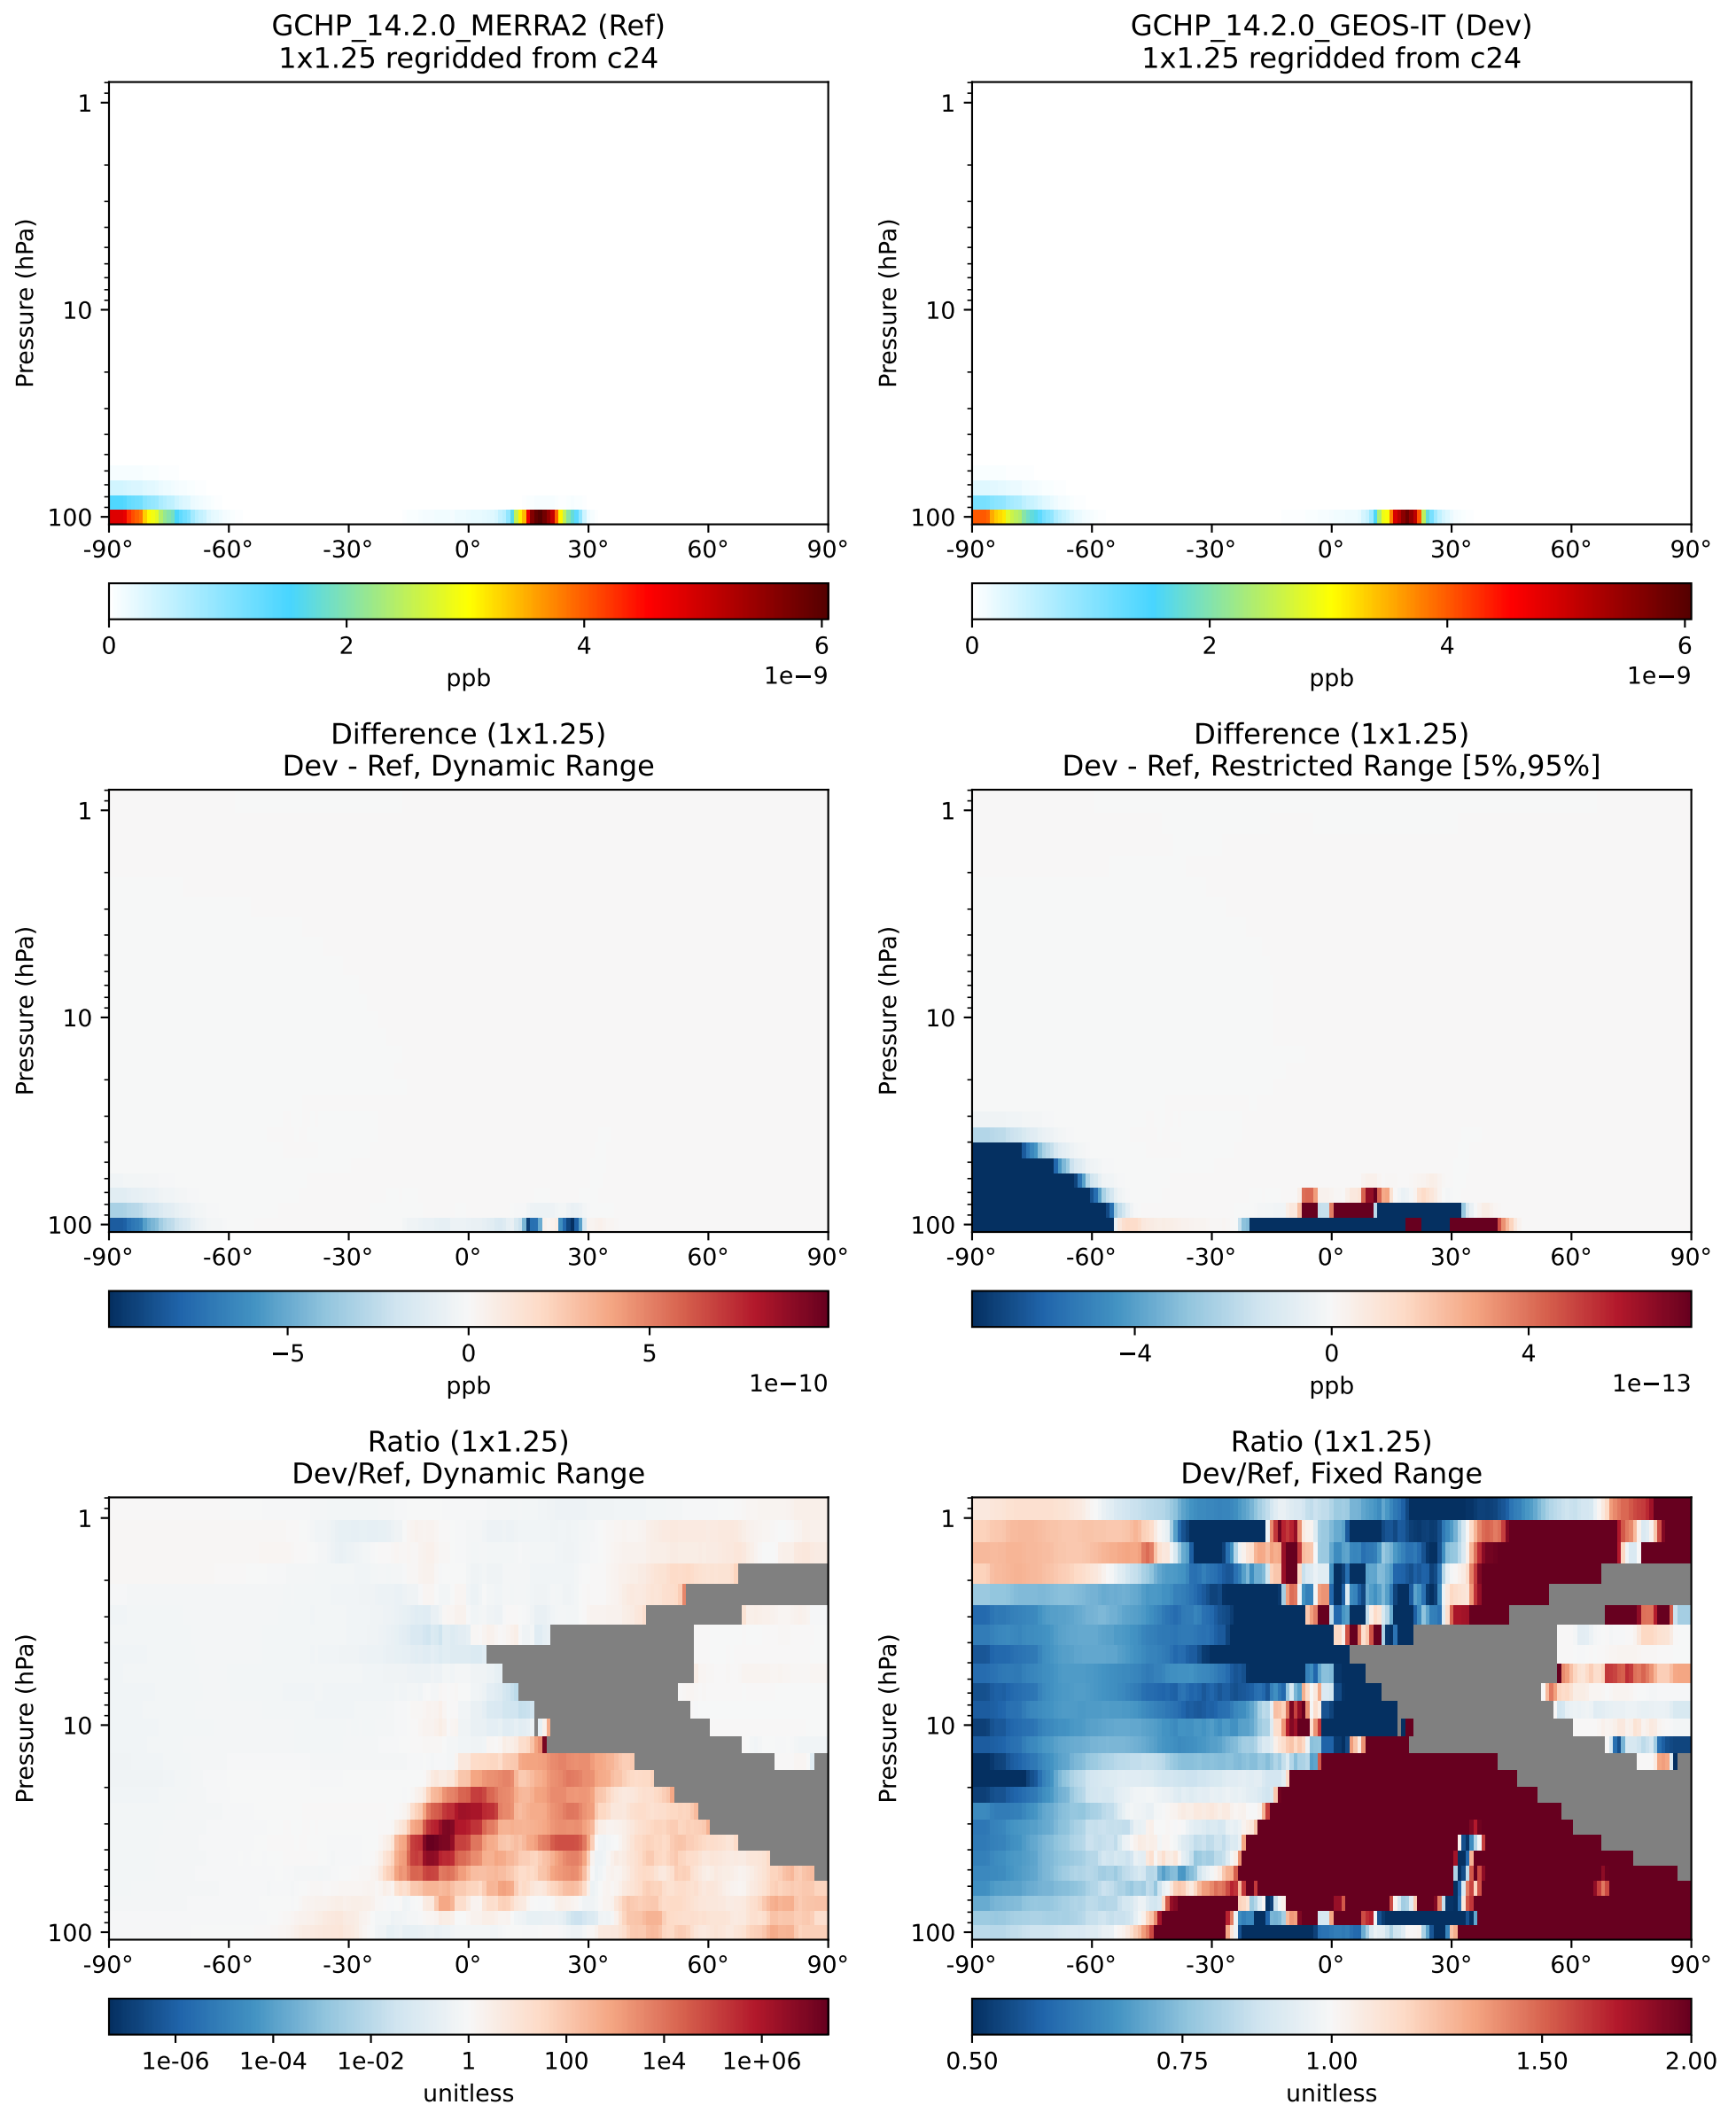 GCHP_14.2.0_MERRA2 (Ref)
1x1.25 regridded from c24
Pressure (hPa)
1
10
100
-90° -60° -30° 0° 30° 60° 90°
0 2 4 6
1e−9
ppb
GCHP_14.2.0_GEOS-IT (Dev)
1x1.25 regridded from c24
Pressure (hPa)
1
10
100
-90° -60° -30° 0° 30° 60° 90°
0 2 4 6
1e−9
ppb
Difference (1x1.25)
Dev - Ref, Dynamic Range
Pressure (hPa)
1
10
100
-90° -60° -30° 0° 30° 60° 90°
−5 0 5
1e−10
ppb
Difference (1x1.25)
Dev - Ref, Restricted Range [5%,95%]
Pressure (hPa)
1
10
100
-90° -60° -30° 0° 30° 60° 90°
−4 0 4
1e−13
ppb
Ratio (1x1.25)
Dev/Ref, Dynamic Range
Pressure (hPa)
1
10
100
-90° -60° -30° 0° 30° 60° 90°
1e-06 1e-04 1e-02 1 100 1e+4 1e+06
unitless
Ratio (1x1.25)
Dev/Ref, Fixed Range
Pressure (hPa)
1
10
100
-90° -60° -30° 0° 30° 60° 90°
0.50 0.75 1.00 1.50 2.00
unitless